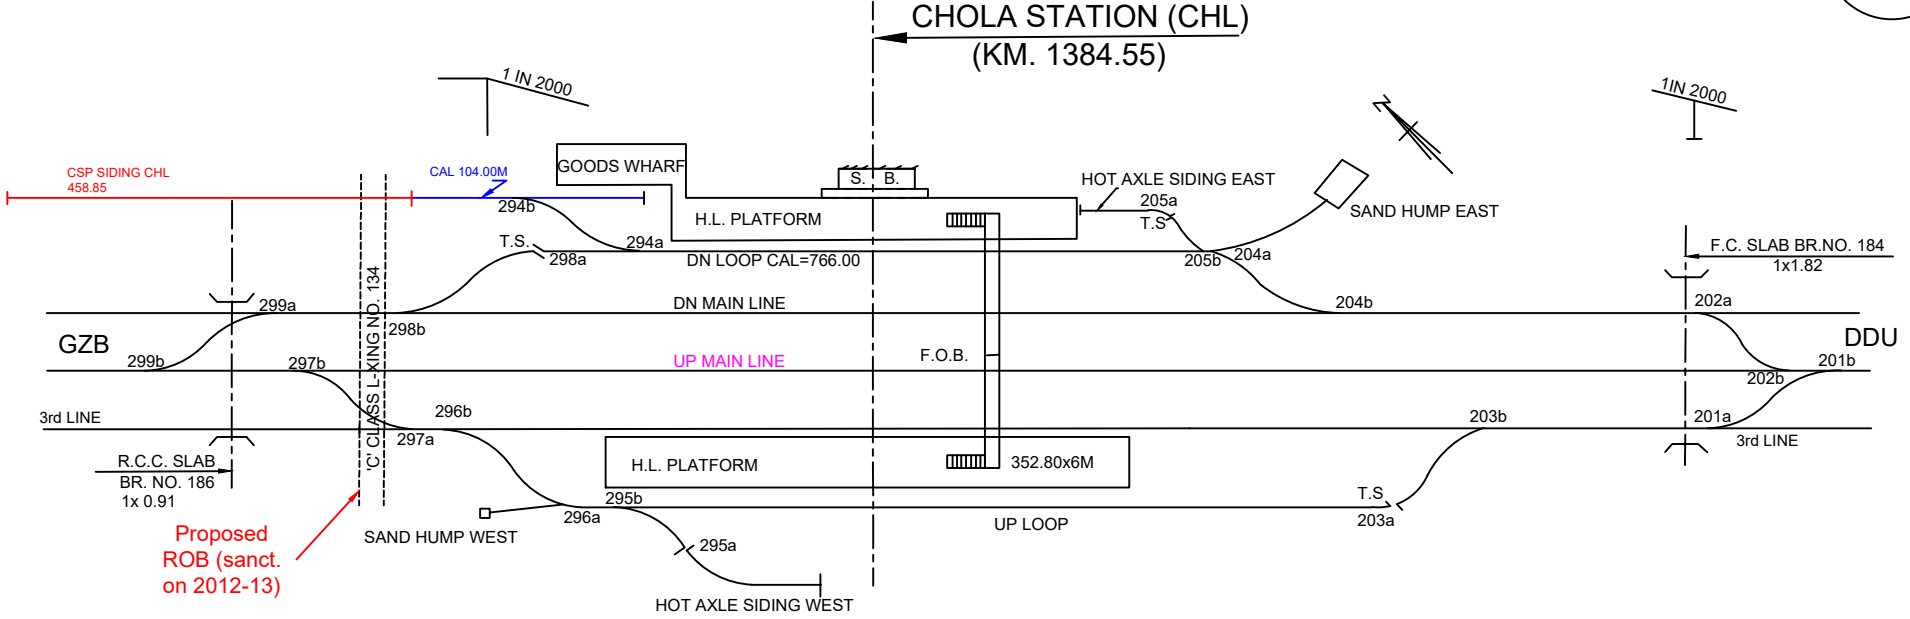 CHOLA STATION (CHL)
(KM. 1384.55)
1 IN 2000
1IN 2000
N
CSP SIDING CHL
458.85
CAL 104.00M
GOODS WHARF
S. B.
HOT AXLE SIDING EAST
205a
T.S
SAND HUMP EAST
294b
H.L. PLATFORM
T.S.
298a
294a
DN LOOP CAL=766.00
205b
204a
F.C. SLAB BR.NO. 184
1x1.82
'C' CLASS L-XING NO. 134
299a
298b
DN MAIN LINE
204b
202a
GZB
DDU
299b
297b
UP MAIN LINE
F.O.B.
202b
201b
3rd LINE
297a
296b
203b
201a
3rd LINE
R.C.C. SLAB
BR. NO. 186
1x 0.91
H.L. PLATFORM
352.80x6M
295b
T.S
203a
296a
UP LOOP
SAND HUMP WEST
Proposed
ROB (sanct.
on 2012-13)
295a
HOT AXLE SIDING WEST